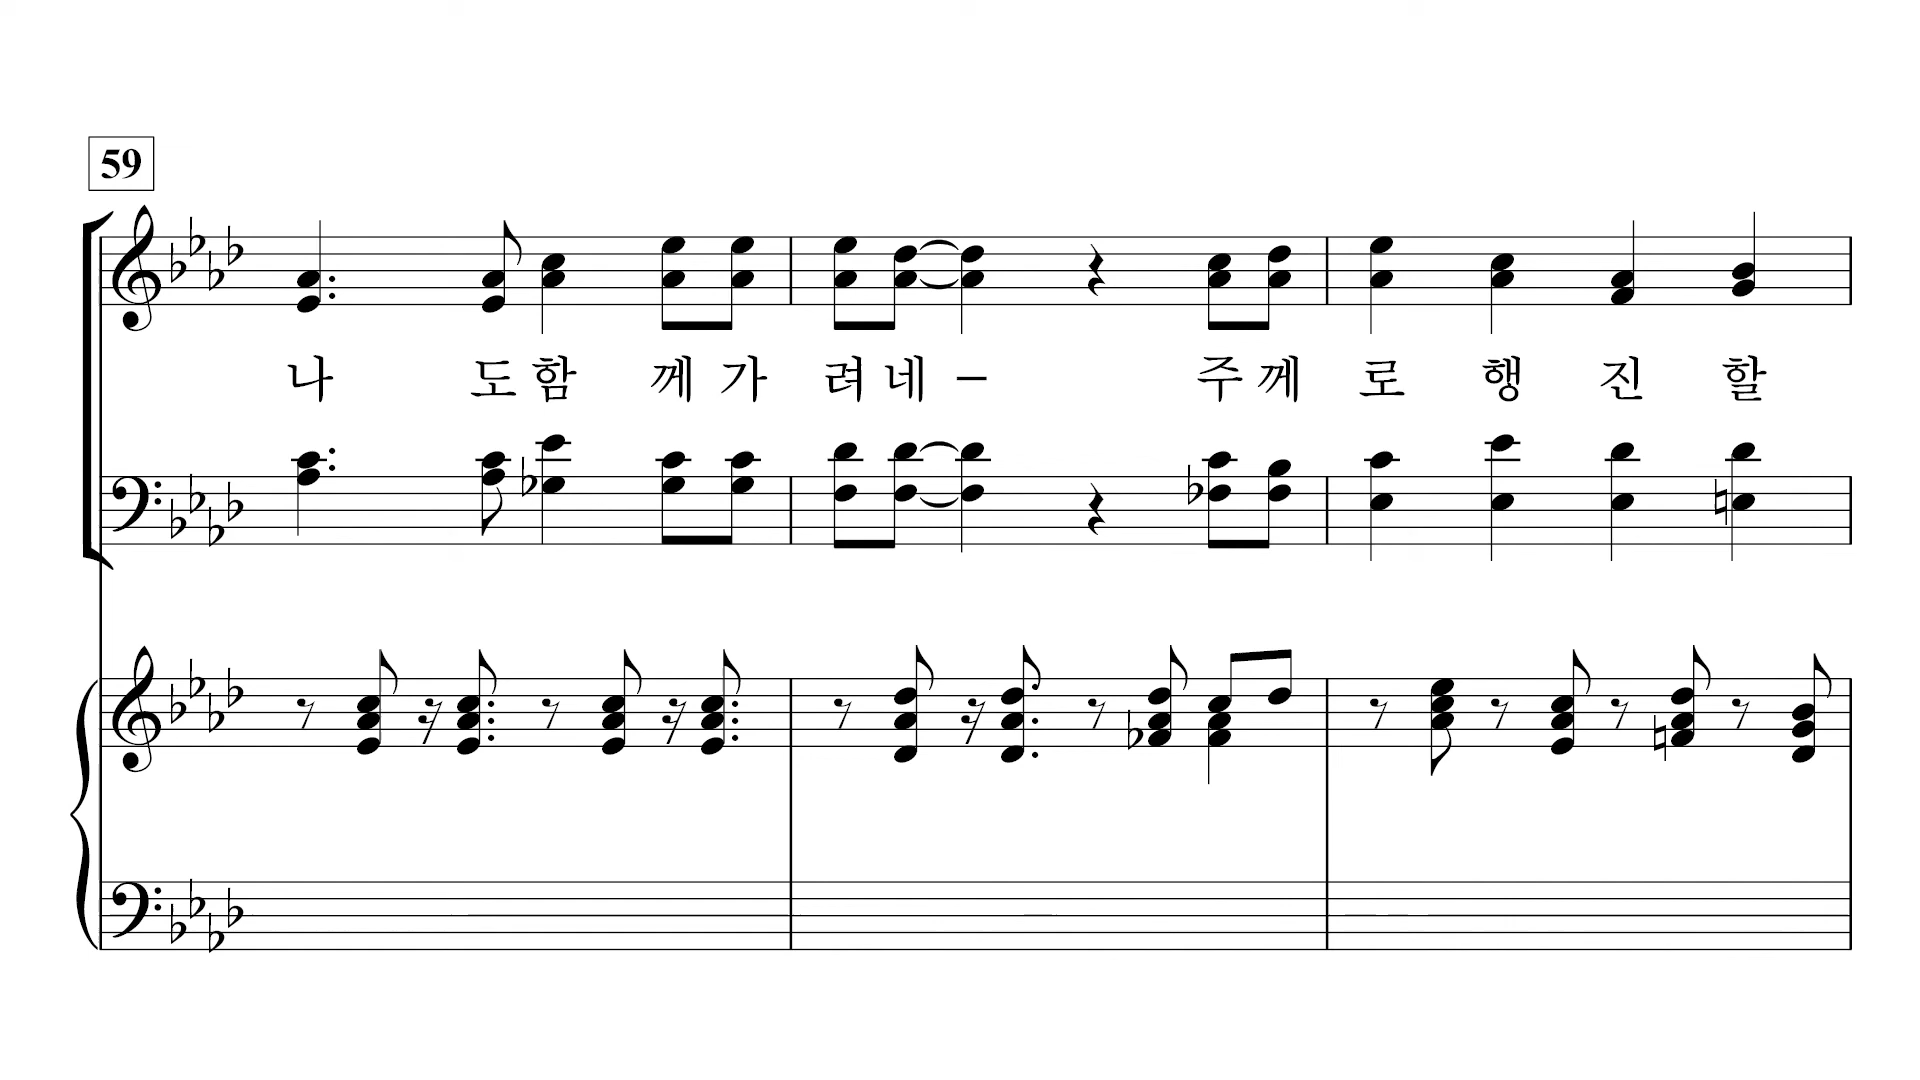 59
나 도 함 께 가 려 네 – 주 께 로 행 진 할